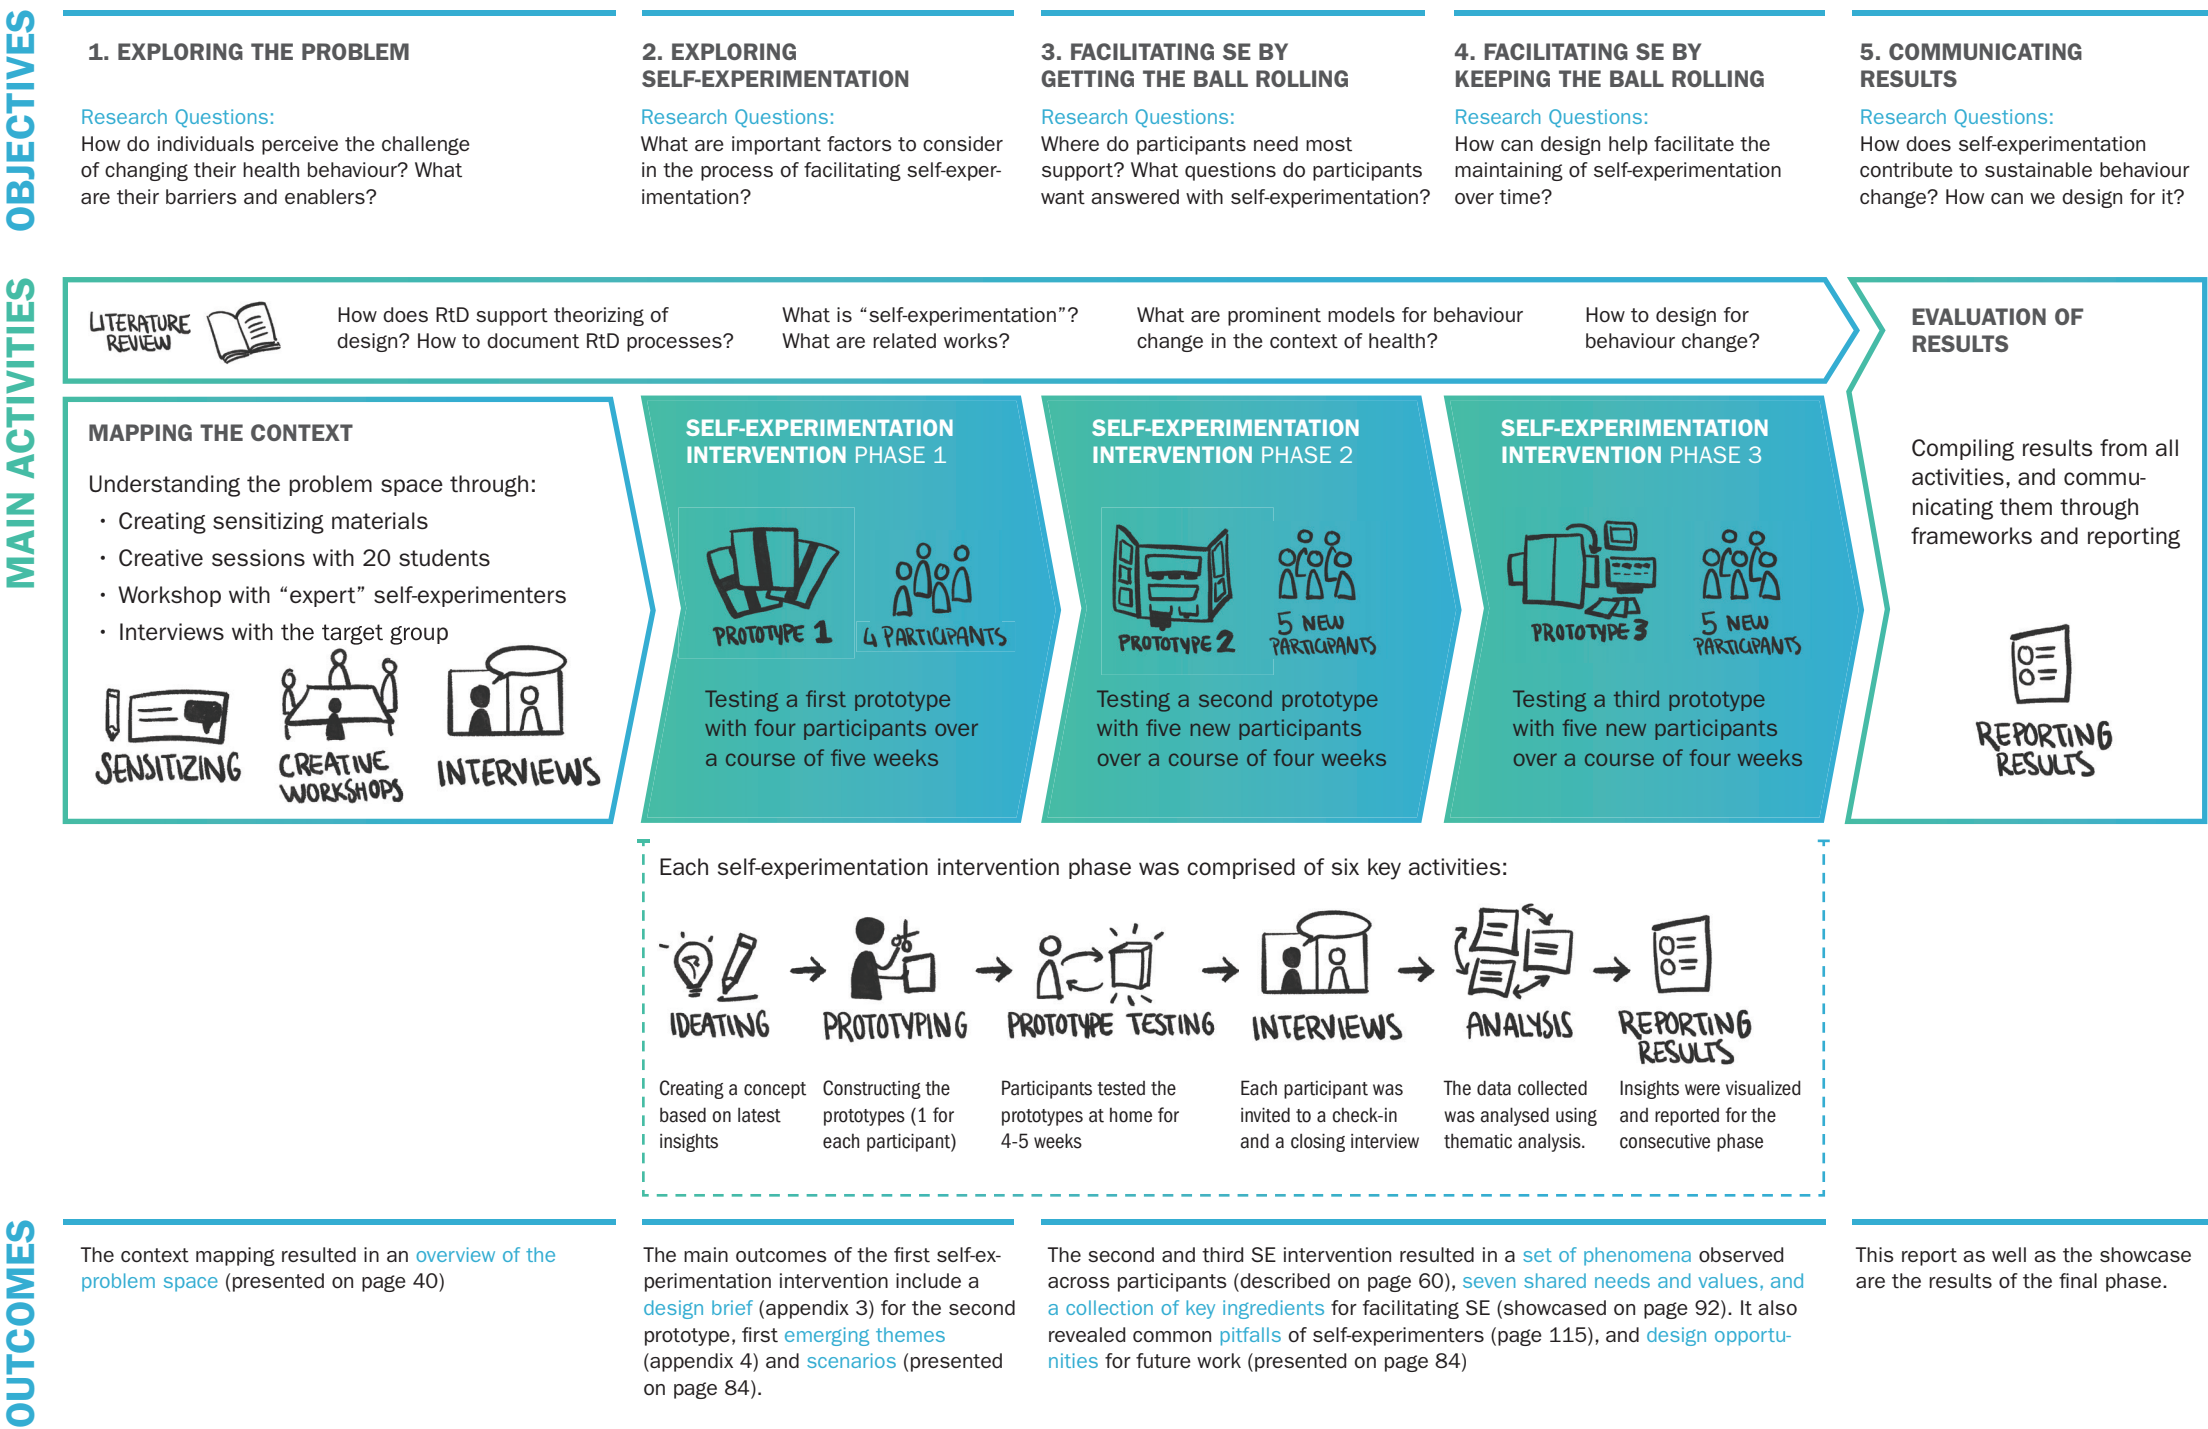 OBJECTIVES
1. EXPLORING THE PROBLEM
Research Questions:
How do individuals perceive the challenge
of changing their health behaviour? What
are their barriers and enablers?
2. EXPLORING
SELF-EXPERIMENTATION
Research Questions:
What are important factors to consider
in the process of facilitating self-exper-
imentation?
3. FACILITATING SE BY
GETTING THE BALL ROLLING
Research Questions:
Where do participants need most
support? What questions do participants
want answered with self-experimentation?
4. FACILITATING SE BY
KEEPING THE BALL ROLLING
Research Questions:
How can design help facilitate the
maintaining of self-experimentation
over time?
5. COMMUNICATING
RESULTS
Research Questions:
How does self-experimentation
contribute to sustainable behaviour
change? How can we design for it?
MAIN ACTIVITIES
LITERATURE
REVIEW
How does RtD support theorizing of
design? How to document RtD processes?
What is “self-experimentation”?
What are related works?
What are prominent models for behaviour
change in the context of health?
How to design for
behaviour change?
MAPPING THE CONTEXT
Understanding the problem space through:
• Creating sensitizing materials
• Creative sessions with 20 students
• Workshop with “expert” self-experimenters
• Interviews with the target group
SENSITIZING
CREATIVE
WORKSHOPS
INTERVIEWS
SELF-EXPERIMENTATION
INTERVENTION PHASE 1
PROTOTYPE 1
4 PARTICIPANTS
Testing a first prototype
with four participants over
a course of five weeks
SELF-EXPERIMENTATION
INTERVENTION PHASE 2
PROTOTYPE 2
5 NEW
PARTICIPANTS
Testing a second prototype
with five new participants
over a course of four weeks
SELF-EXPERIMENTATION
INTERVENTION PHASE 3
PROTOTYPE 3
5 NEW
PARTICIPANTS
Testing a third prototype
with five new participants
over a course of four weeks
EVALUATION OF
RESULTS
Compiling results from all
activities, and commu-
nicating them through
frameworks and reporting
REPORTING
RESULTS
Each self-experimentation intervention phase was comprised of six key activities:
IDEATING
Creating a concept
based on latest
insights
PROTOTYPING
Constructing the
prototypes (1 for
each participant)
PROTOTYPE TESTING
Participants tested the
prototypes at home for
4-5 weeks
INTERVIEWS
Each participant was
invited to a check-in
and a closing interview
ANALYSIS
The data collected
was analysed using
thematic analysis.
REPORTING
RESULTS
Insights were visualized
and reported for the
consecutive phase
OUTCOMES
The context mapping resulted in an overview of the
problem space (presented on page 40)
The main outcomes of the first self-ex-
perimentation intervention include a
design brief (appendix 3) for the second
prototype, first emerging themes
(appendix 4) and scenarios (presented
on page 84).
The second and third SE intervention resulted in a set of phenomena observed
across participants (described on page 60), seven shared needs and values, and
a collection of key ingredients for facilitating SE (showcased on page 92). It also
revealed common pitfalls of self-experimenters (page 115), and design opportu-
nities for future work (presented on page 84)
This report as well as the showcase
are the results of the final phase.